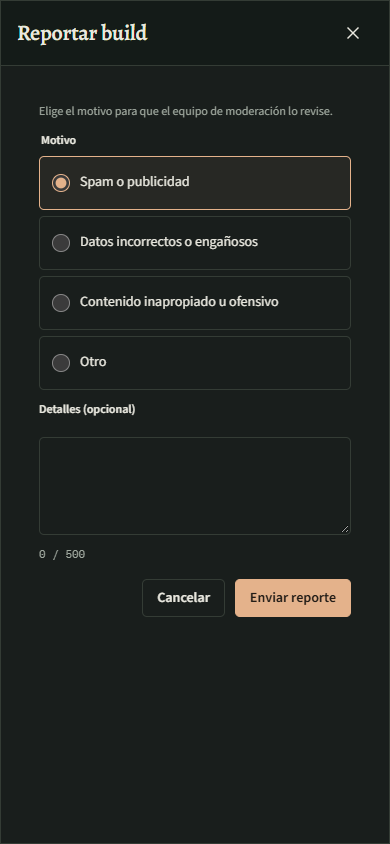 Reportar build
Elige el motivo para que el equipo de moderación lo revise.
Motivo
Spam o publicidad
Datos incorrectos o engañosos
Contenido inapropiado u ofensivo
Otro
Detalles (opcional)
0 / 500
Cancelar
Enviar reporte